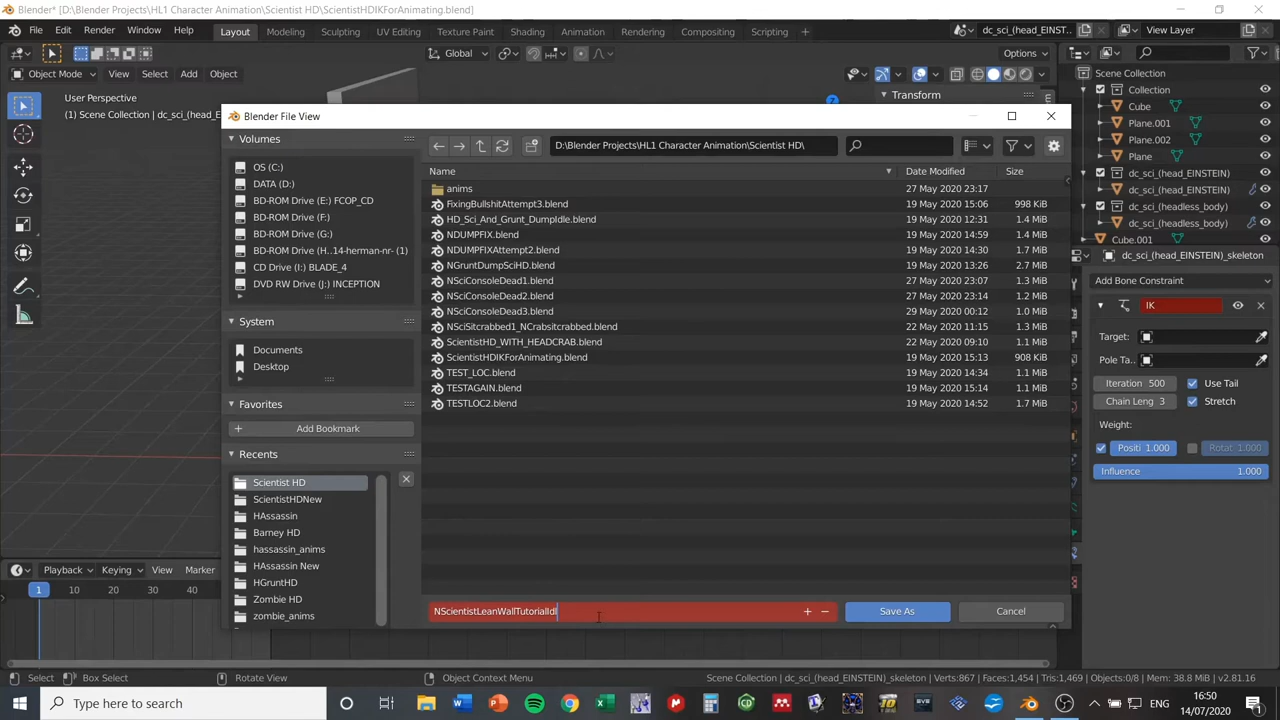 Blender* [D:\Blender Projects\HL1 Character Animation\Scientist HD\ScientistHDIKForAnimating.blend]
File Edit Render Window Help Layout Modeling Sculpting UV Editing Texture Paint Shading Animation Rendering Compositing Scripting + dc_sci_(head_EINST... View Layer
Global Options
Object Mode View Select Add Object
User Perspective
(1) Scene Collection | dc_sci_(head_E
Transform
Scene Collection
Collection
Cube
Plane.001
Plane.002
Plane
dc_sci_(head_EINSTEIN)
dc_sci_(head_EINSTEIN)
dc_sci_(headless_body)
dc_sci_(headless_body)
Cube.001
dc_sci_(head_EINSTEIN)_skeleton
Add Bone Constraint
IK
Target:
Pole Ta..
Iteration 500 Use Tail
Chain Leng 3 Stretch
Weight:
Positi 1.000 Rotat 1.000
Influence 1.000
Blender File View
Volumes
OS (C:)
DATA (D:)
BD-ROM Drive (E:) FCOP_CD
BD-ROM Drive (F:)
BD-ROM Drive (G:)
BD-ROM Drive (H..14-herman-nr- (1)
CD Drive (I:) BLADE_4
DVD RW Drive (J:) INCEPTION
System
Documents
Desktop
Favorites
Add Bookmark
Recents
Scientist HD
ScientistHDNew
HAssassin
Barney HD
hassassin_anims
HAssassin New
HGruntHD
Zombie HD
zombie_anims
D:\Blender Projects\HL1 Character Animation\Scientist HD\
Name Date Modified Size
anims 27 May 2020 23:17
FixingBullshitAttempt3.blend 19 May 2020 15:06 998 KiB
HD_Sci_And_Grunt_DumpIdle.blend 19 May 2020 12:31 1.4 MiB
NDUMPFIX.blend 19 May 2020 14:59 1.4 MiB
NDUMPFIXAttempt2.blend 19 May 2020 14:30 1.7 MiB
NGruntDumpSciHD.blend 19 May 2020 13:26 2.7 MiB
NSciConsoleDead1.blend 27 May 2020 23:07 1.3 MiB
NSciConsoleDead2.blend 27 May 2020 23:14 1.2 MiB
NSciConsoleDead3.blend 29 May 2020 00:12 1.0 MiB
NSciSitcrabbed1_NCrabsitcrabbed.blend 22 May 2020 11:15 1.3 MiB
ScientistHD_WITH_HEADCRAB.blend 22 May 2020 09:10 1.1 MiB
ScientistHDIKForAnimating.blend 19 May 2020 15:13 908 KiB
TEST_LOC.blend 19 May 2020 14:34 1.1 MiB
TESTAGAIN.blend 19 May 2020 15:14 1.1 MiB
TESTLOC2.blend 19 May 2020 14:52 1.7 MiB
NScientistLeanWallTutorialIdl + − Save As Cancel
Playback Keying View Marker
1 20 40
Select Box Select Rotate View Object Context Menu Scene Collection | dc_sci_(head_EINSTEIN)_skeleton | Verts:867 | Faces:1,454 | Tris:1,469 | Objects:0/8 | Mem: 38.8 MiB | v2.81.16
Type here to search ENG 16:50
14/07/2020